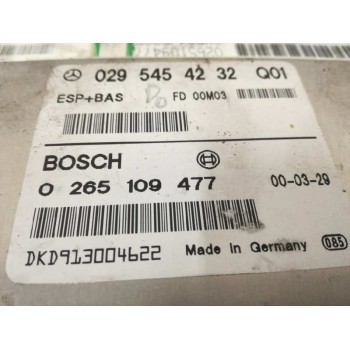 029 545 42 32 Q01
ESP+BAS
FD 00M03
BOSCH
0 265 109 477
00-03-29
DKD913004622
Made in Germany
085